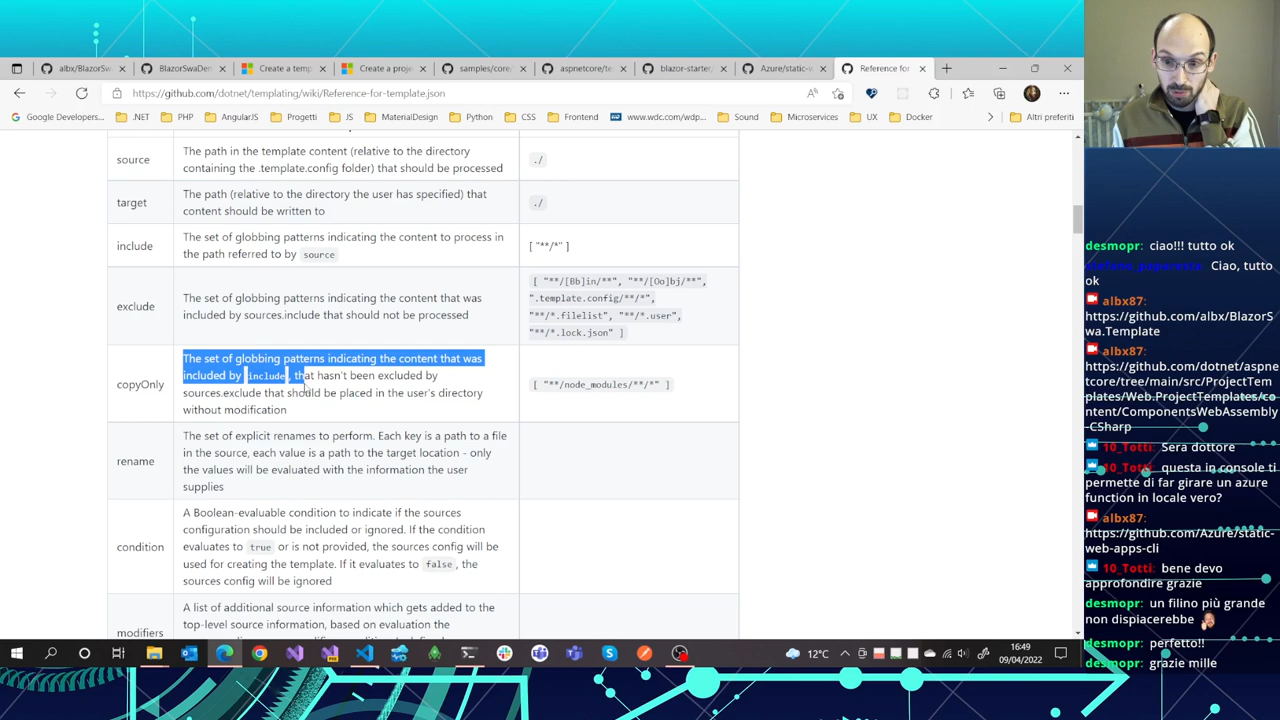 albx/BlazorSwa
BlazorSwaDem
Create a temp
Create a proje
samples/core/
aspnetcore/te
blazor-starter,
Azure/static-w
Reference for
https://github.com/dotnet/templating/wiki/Reference-for-template.json
Google Developers...
.NET
PHP
AngularJS
Progetti
JS
MaterialDesign
Python
CSS
Frontend
www.wdc.com/wdp...
Sound
Microservices
UX
Docker
Altri preferiti
source
The path in the template content (relative to the directory
containing the .template.config folder) that should be processed
./
target
The path (relative to the directory the user has specified) that
content should be written to
./
include
The set of globbing patterns indicating the content to process in
the path referred to by source
[ "**/*" ]
exclude
The set of globbing patterns indicating the content that was
included by sources.include that should not be processed
[ "**/[Bb]in/**", "**/[Oo]bj/**",
".template.config/**/*",
"**/*.filelist", "**/*.user",
"**/*.lock.json" ]
copyOnly
The set of globbing patterns indicating the content that was
included by include, that hasn't been excluded by
sources.exclude that should be placed in the user's directory
without modification
[ "**/node_modules/**/*" ]
rename
The set of explicit renames to perform. Each key is a path to a file
in the source, each value is a path to the target location - only
the values will be evaluated with the information the user
supplies
condition
A Boolean-evaluable condition to indicate if the sources
configuration should be included or ignored. If the condition
evaluates to true or is not provided, the sources config will be
used for creating the template. If it evaluates to false, the
sources config will be ignored
modifiers
A list of additional source information which gets added to the
top-level source information, based on evaluation the
12°C
16:49
09/04/2022
desmopr: ciao!!! tutto ok
Ciao, tutto
ok
albx87:
https://github.com/albx/BlazorS
wa.Template
albx87:
https://github.com/dotnet/aspne
tcore/tree/main/src/ProjectTem
plates/Web.ProjectTemplates/co
ntent/ComponentsWebAssembly
-CSharp
10_Totti: Sera dottore
10_Totti: questa in console ti
permette di far girare un azure
function in locale vero?
albx87:
https://github.com/Azure/static-
web-apps-cli
10_Totti: bene devo
approfondire grazie
desmopr: un filino più grande
non dispiacerebbe
desmopr: perfetto!!
desmopr: grazie mille